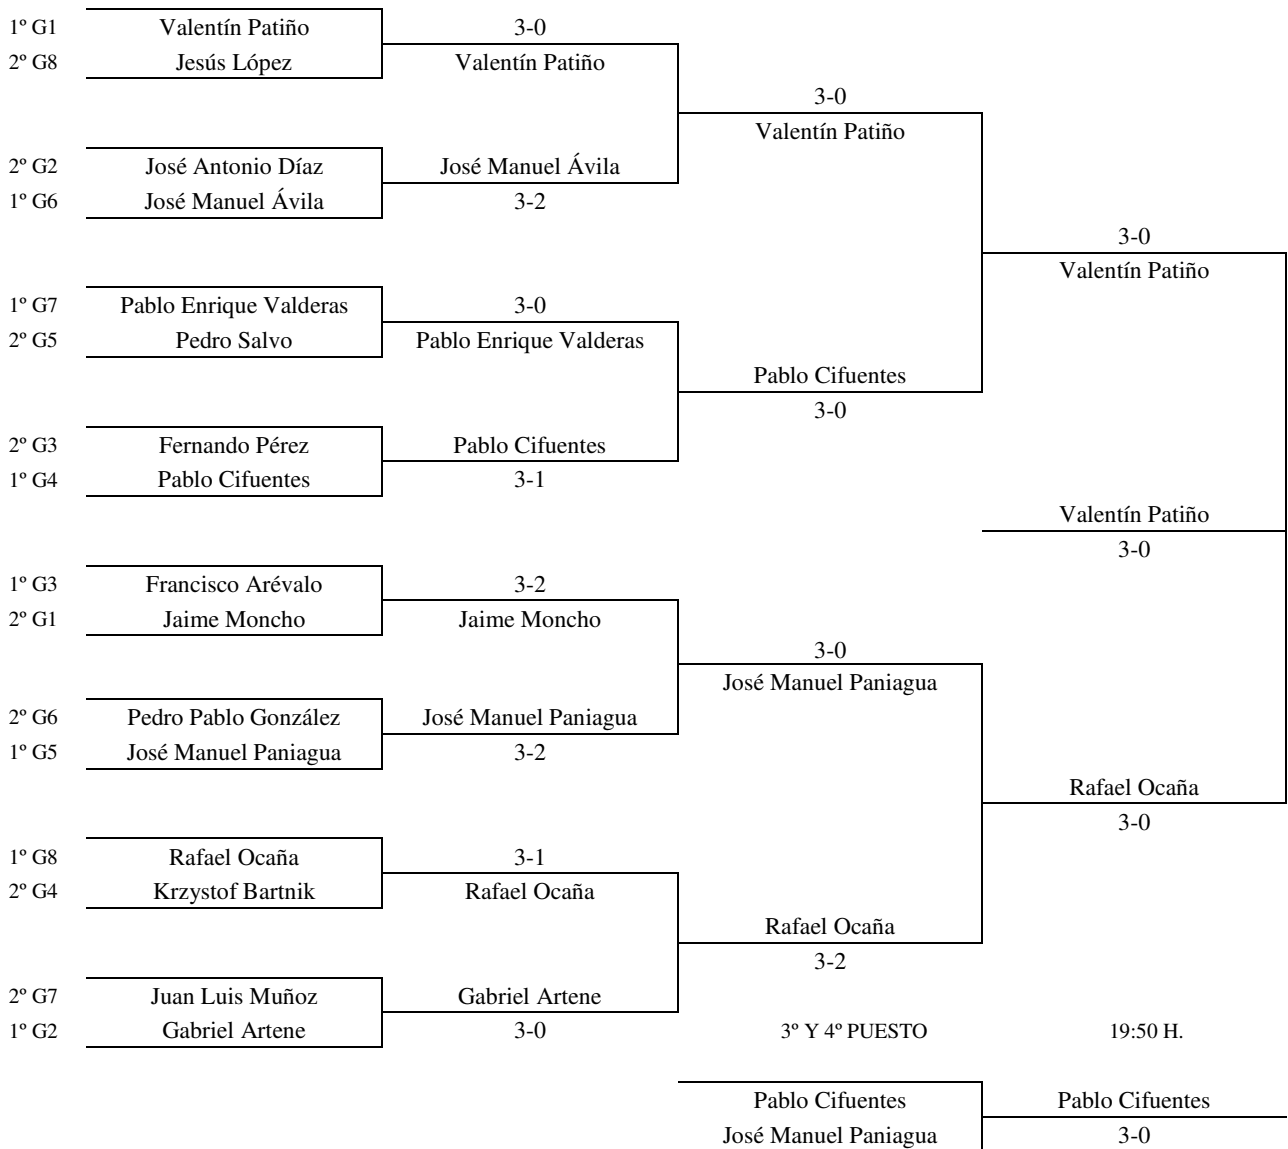 1º G1 Valentín Patiño 3-0
2º G8 Jesús López Valentín Patiño
3-0
Valentín Patiño
2º G2 José Antonio Díaz José Manuel Ávila
1º G6 José Manuel Ávila 3-2
3-0
Valentín Patiño
1º G7 Pablo Enrique Valderas 3-0
2º G5 Pedro Salvo Pablo Enrique Valderas
Pablo Cifuentes
3-0
2º G3 Fernando Pérez Pablo Cifuentes
1º G4 Pablo Cifuentes 3-1
Valentín Patiño
3-0
1º G3 Francisco Arévalo 3-2
2º G1 Jaime Moncho Jaime Moncho
3-0
José Manuel Paniagua
2º G6 Pedro Pablo González José Manuel Paniagua
1º G5 José Manuel Paniagua 3-2
Rafael Ocaña
3-0
1º G8 Rafael Ocaña 3-1
2º G4 Krzystof Bartnik Rafael Ocaña
Rafael Ocaña
3-2
2º G7 Juan Luis Muñoz Gabriel Artene
1º G2 Gabriel Artene 3-0 3º Y 4º PUESTO 19:50 H.
Pablo Cifuentes Pablo Cifuentes
José Manuel Paniagua 3-0